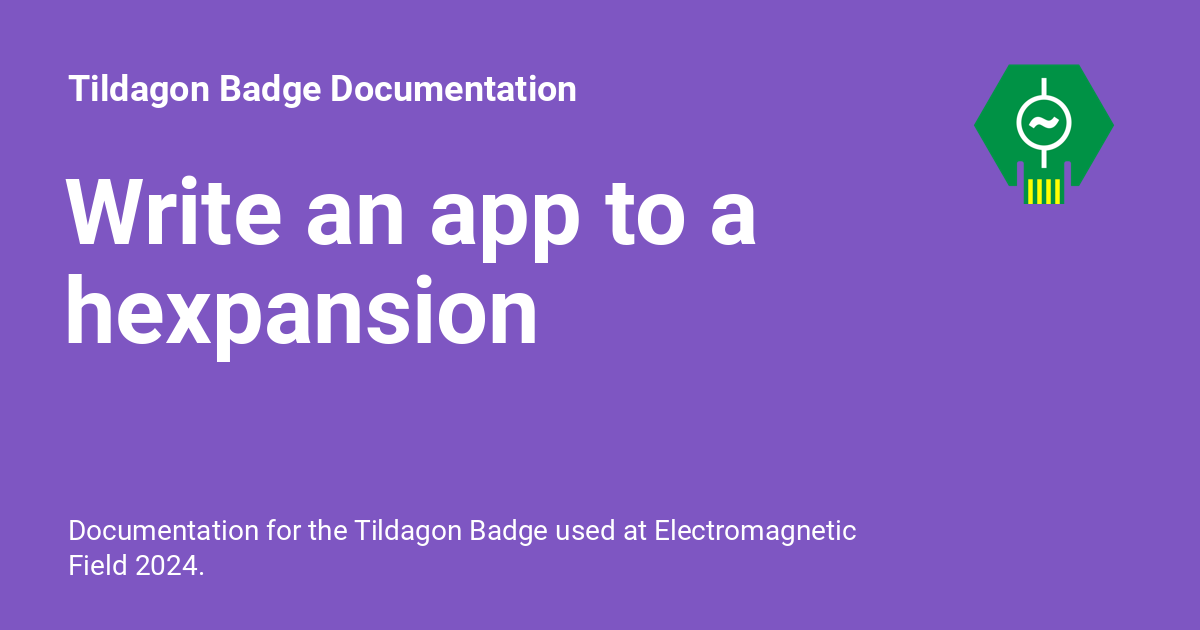 Tildagon Badge Documentation
Write an app to a
hexpansion
Documentation for the Tildagon Badge used at Electromagnetic
Field 2024.